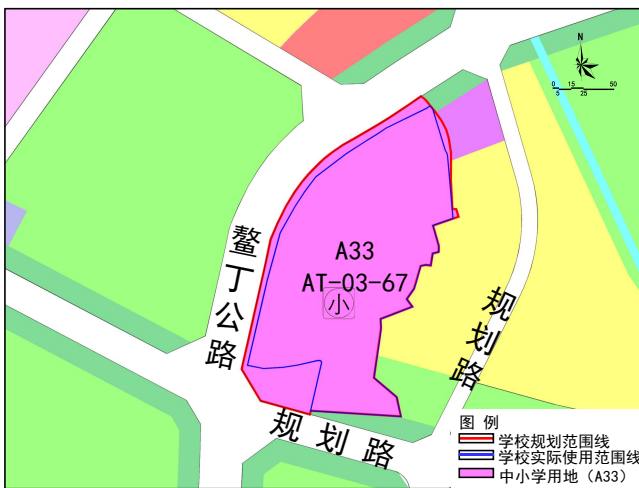 N
0 15 50
5 25
A33
AT-03-67
小
鳌丁公路
规划路
规划路
图 例
学校规划范围线
学校实际使用范围线
中小学用地（A33）